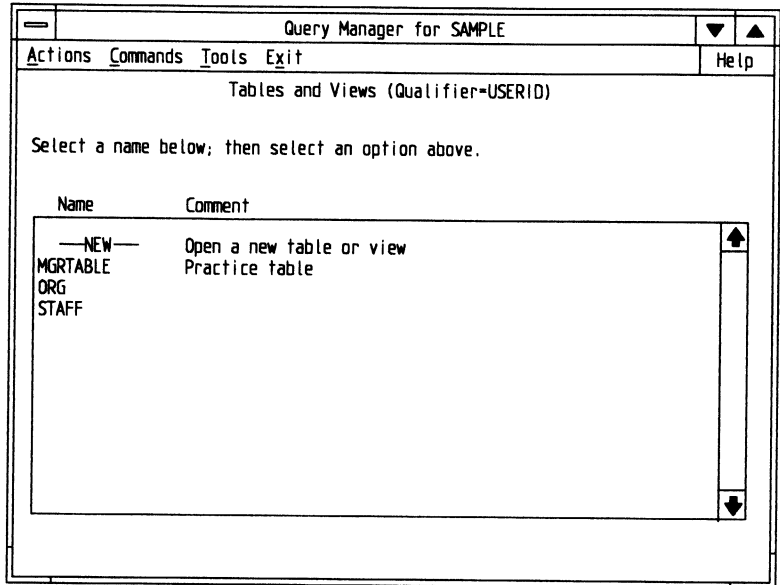 Query Manager for SAMPLE
Actions Commands Tools Exit Help
Tables and Views (Qualifier=USERID)
Select a name below; then select an option above.
Name Comment
—NEW— Open a new table or view
MGRTABLE Practice table
ORG
STAFF